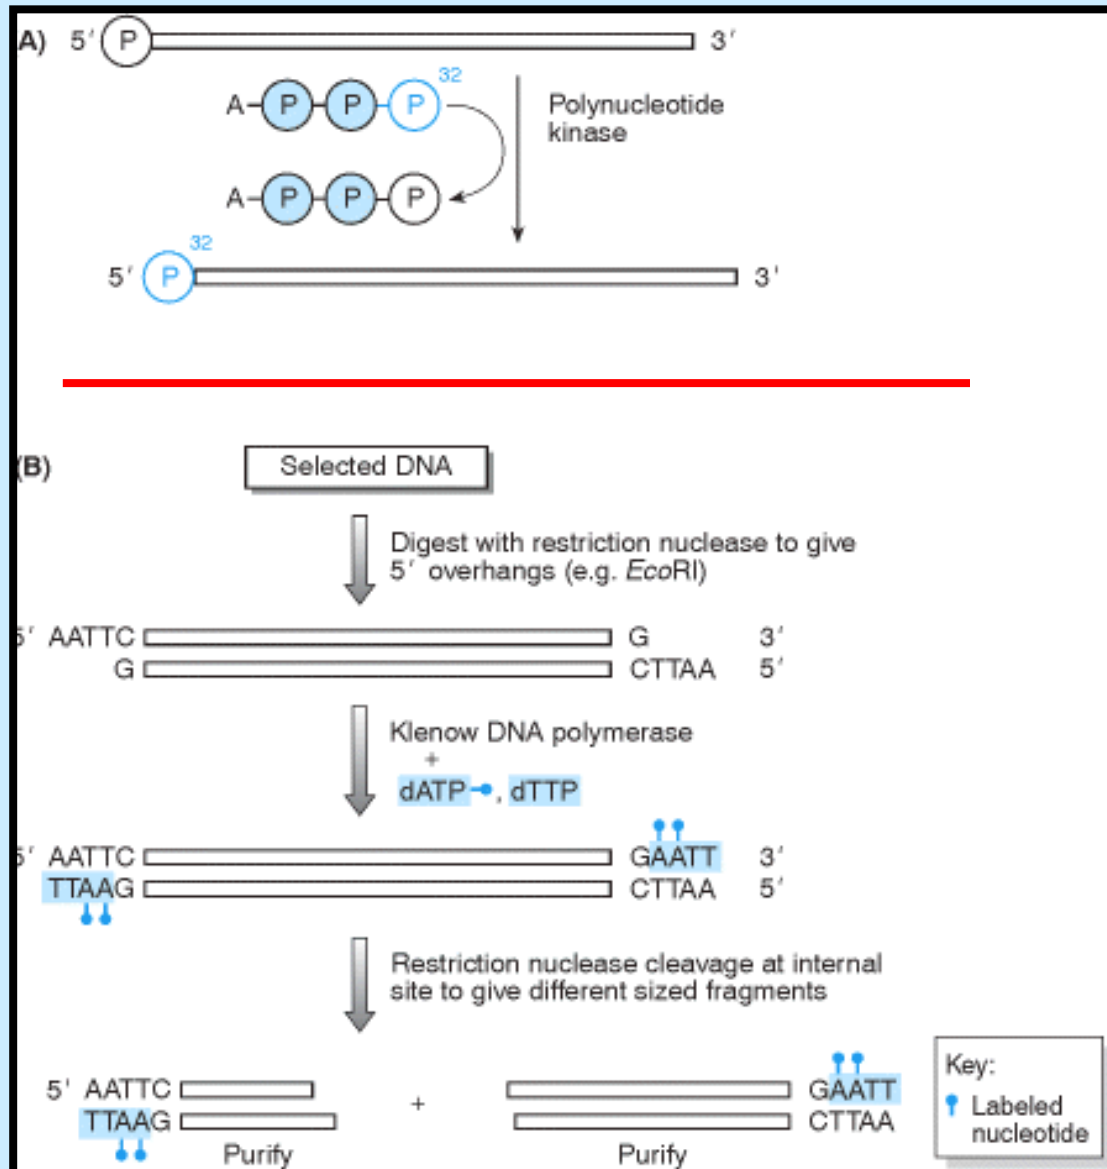 A) 5′ P 3′
32
A-P-P-P
Polynucleotide
kinase
A-P-P-P
32
5′ P 3′
(B)
Selected DNA
Digest with restriction nuclease to give
5′ overhangs (e.g. EcoRI)
5′ AATTC G 3′
G CTTAA 5′
Klenow DNA polymerase
+
dATP , dTTP
5′ AATTC GAATT 3′
TTAAG CTTAA 5′
Restriction nuclease cleavage at internal
site to give different sized fragments
5′ AATTC + GAATT
TTAAG CTTAA
Purify Purify
Key:
Labeled
nucleotide